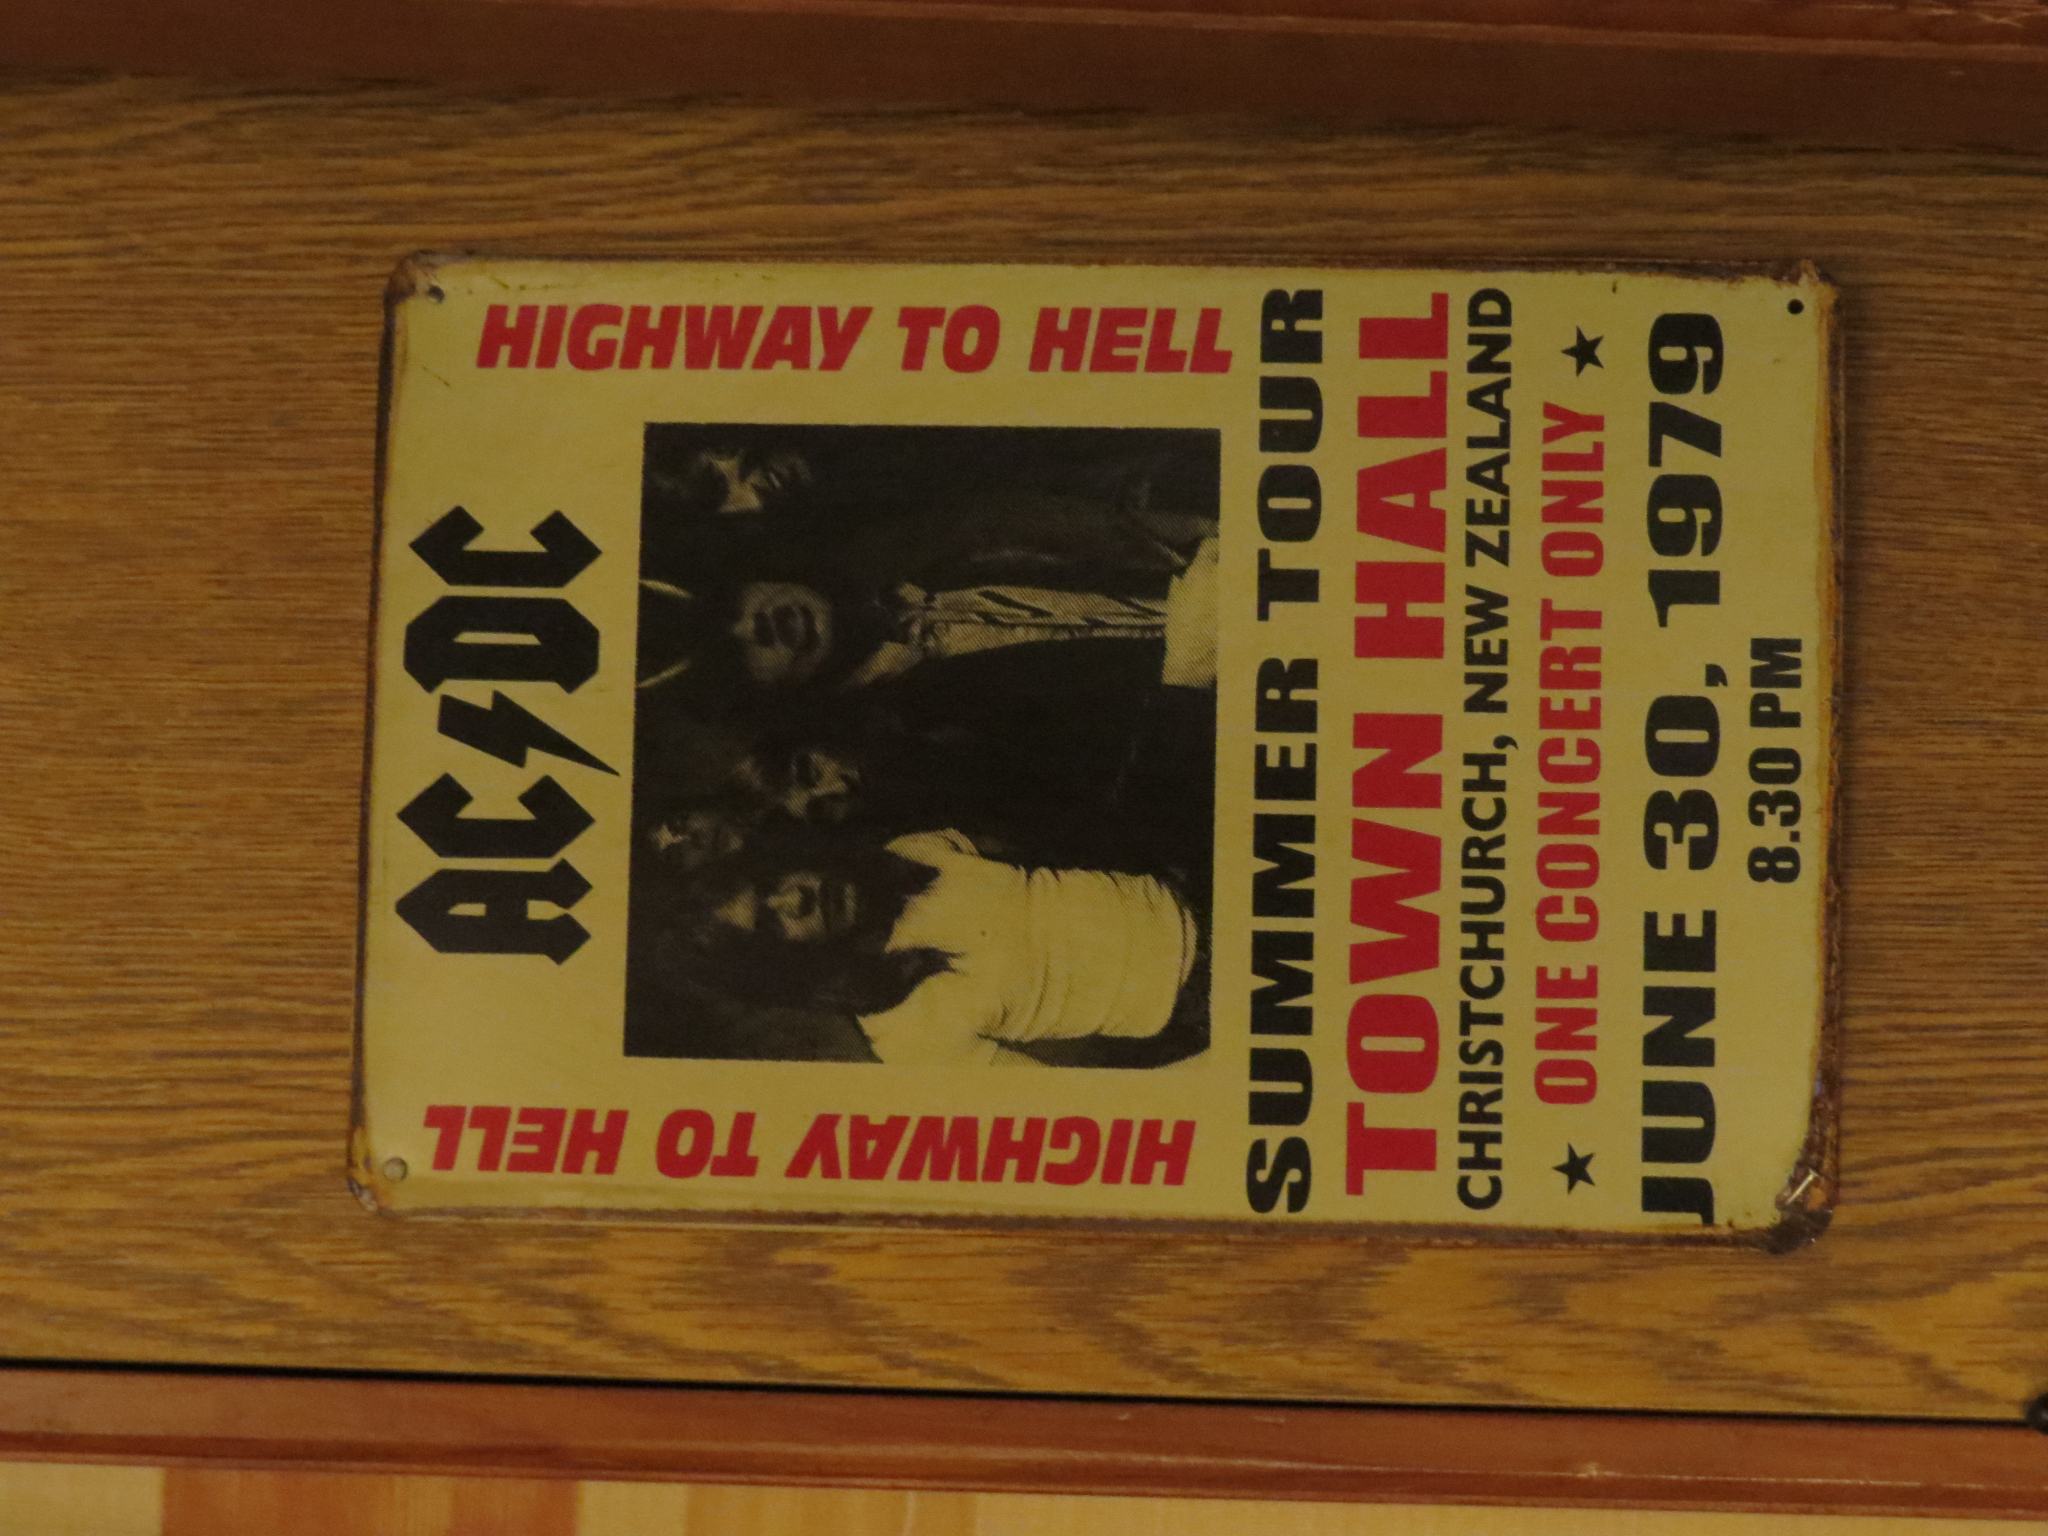 AC/DC
HIGHWAY TO HELL
HIGHWAY TO HELL
SUMMER TOUR
TOWN HALL
CHRISTCHURCH, NEW ZEALAND
★ ONE CONCERT ONLY ★
JUNE 30, 1979
8.30 PM